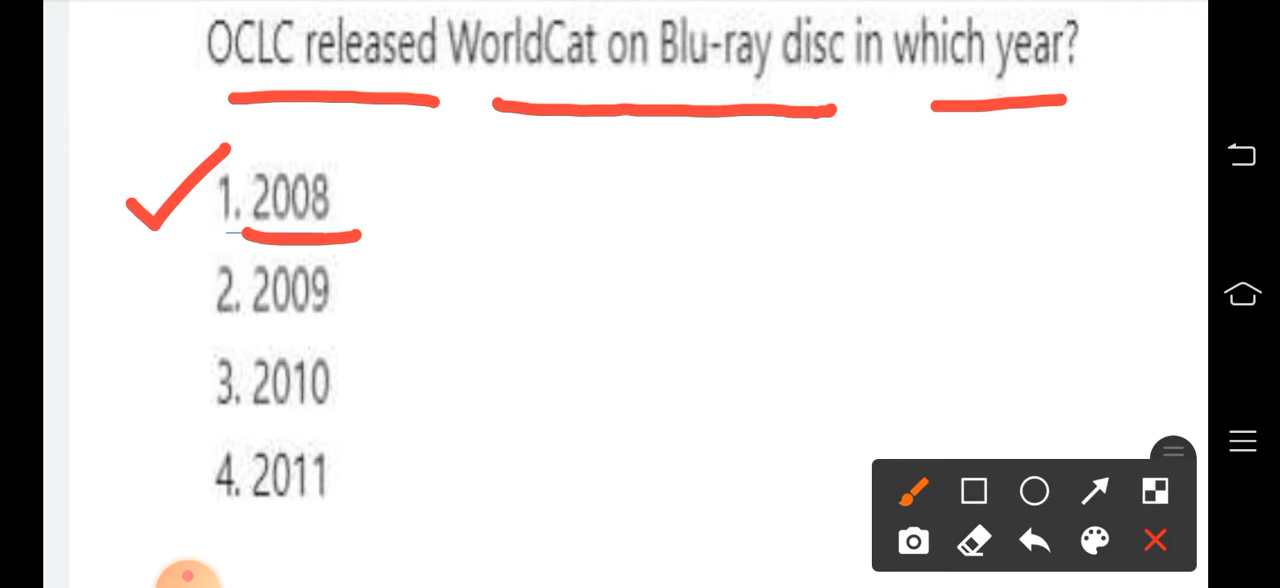 OCLC released WorldCat on Blu-ray disc in which year?
1. 2008
2. 2009
3. 2010
4. 2011